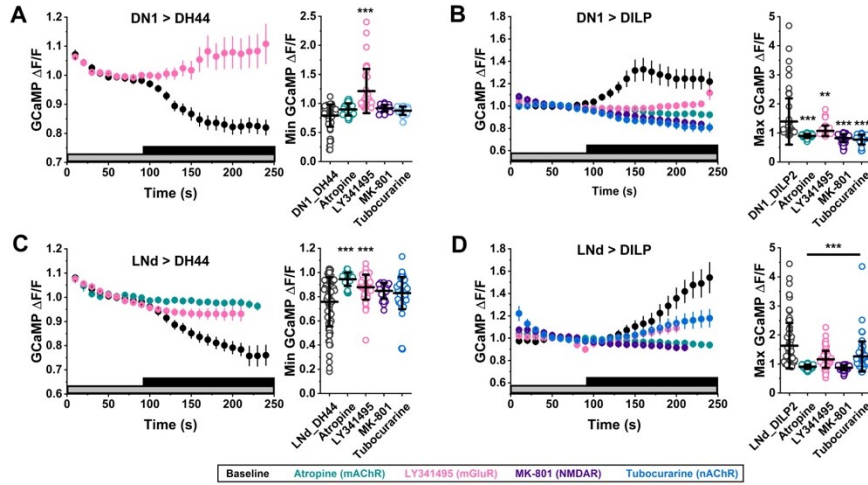 A
DN1 > DH44
GCaMP ΔF/F
1.2
1.1
1.0
0.9
0.8
0.7
0
50
100
150
200
250
Time (s)
Min GCaMP ΔF/F
***
2.5
2.0
1.5
1.0
0.5
0.0
DN1_DH44
Atropine
LY341495
MK-801
Tubocurarine
B
DN1 > DILP
GCaMP ΔF/F
1.6
1.4
1.2
1.0
0.8
0.6
0
50
100
150
200
250
Time (s)
Max GCaMP ΔF/F
5
4
3
2
1
0
***
**
***
***
DN1_DILP2
Atropine
LY341495
MK-801
Tubocurarine
C
LNd > DH44
GCaMP ΔF/F
1.2
1.1
1.0
0.9
0.8
0.7
0.6
0
50
100
150
200
250
Time (s)
Min GCaMP ΔF/F
*** ***
1.2
1.0
0.8
0.6
0.4
0.2
0.0
LNd_DH44
Atropine
LY341495
MK-801
Tubocurarine
D
LNd > DILP
GCaMP ΔF/F
1.8
1.6
1.4
1.2
1.0
0.8
0.6
0
50
100
150
200
250
Time (s)
Max GCaMP ΔF/F
***
5
4
3
2
1
0
LNd_DILP2
Atropine
LY341495
MK-801
Tubocurarine
Baseline Atropine (mAChR) LY341495 (mGluR) MK-801 (NMDAR) Tubocurarine (nAChR)